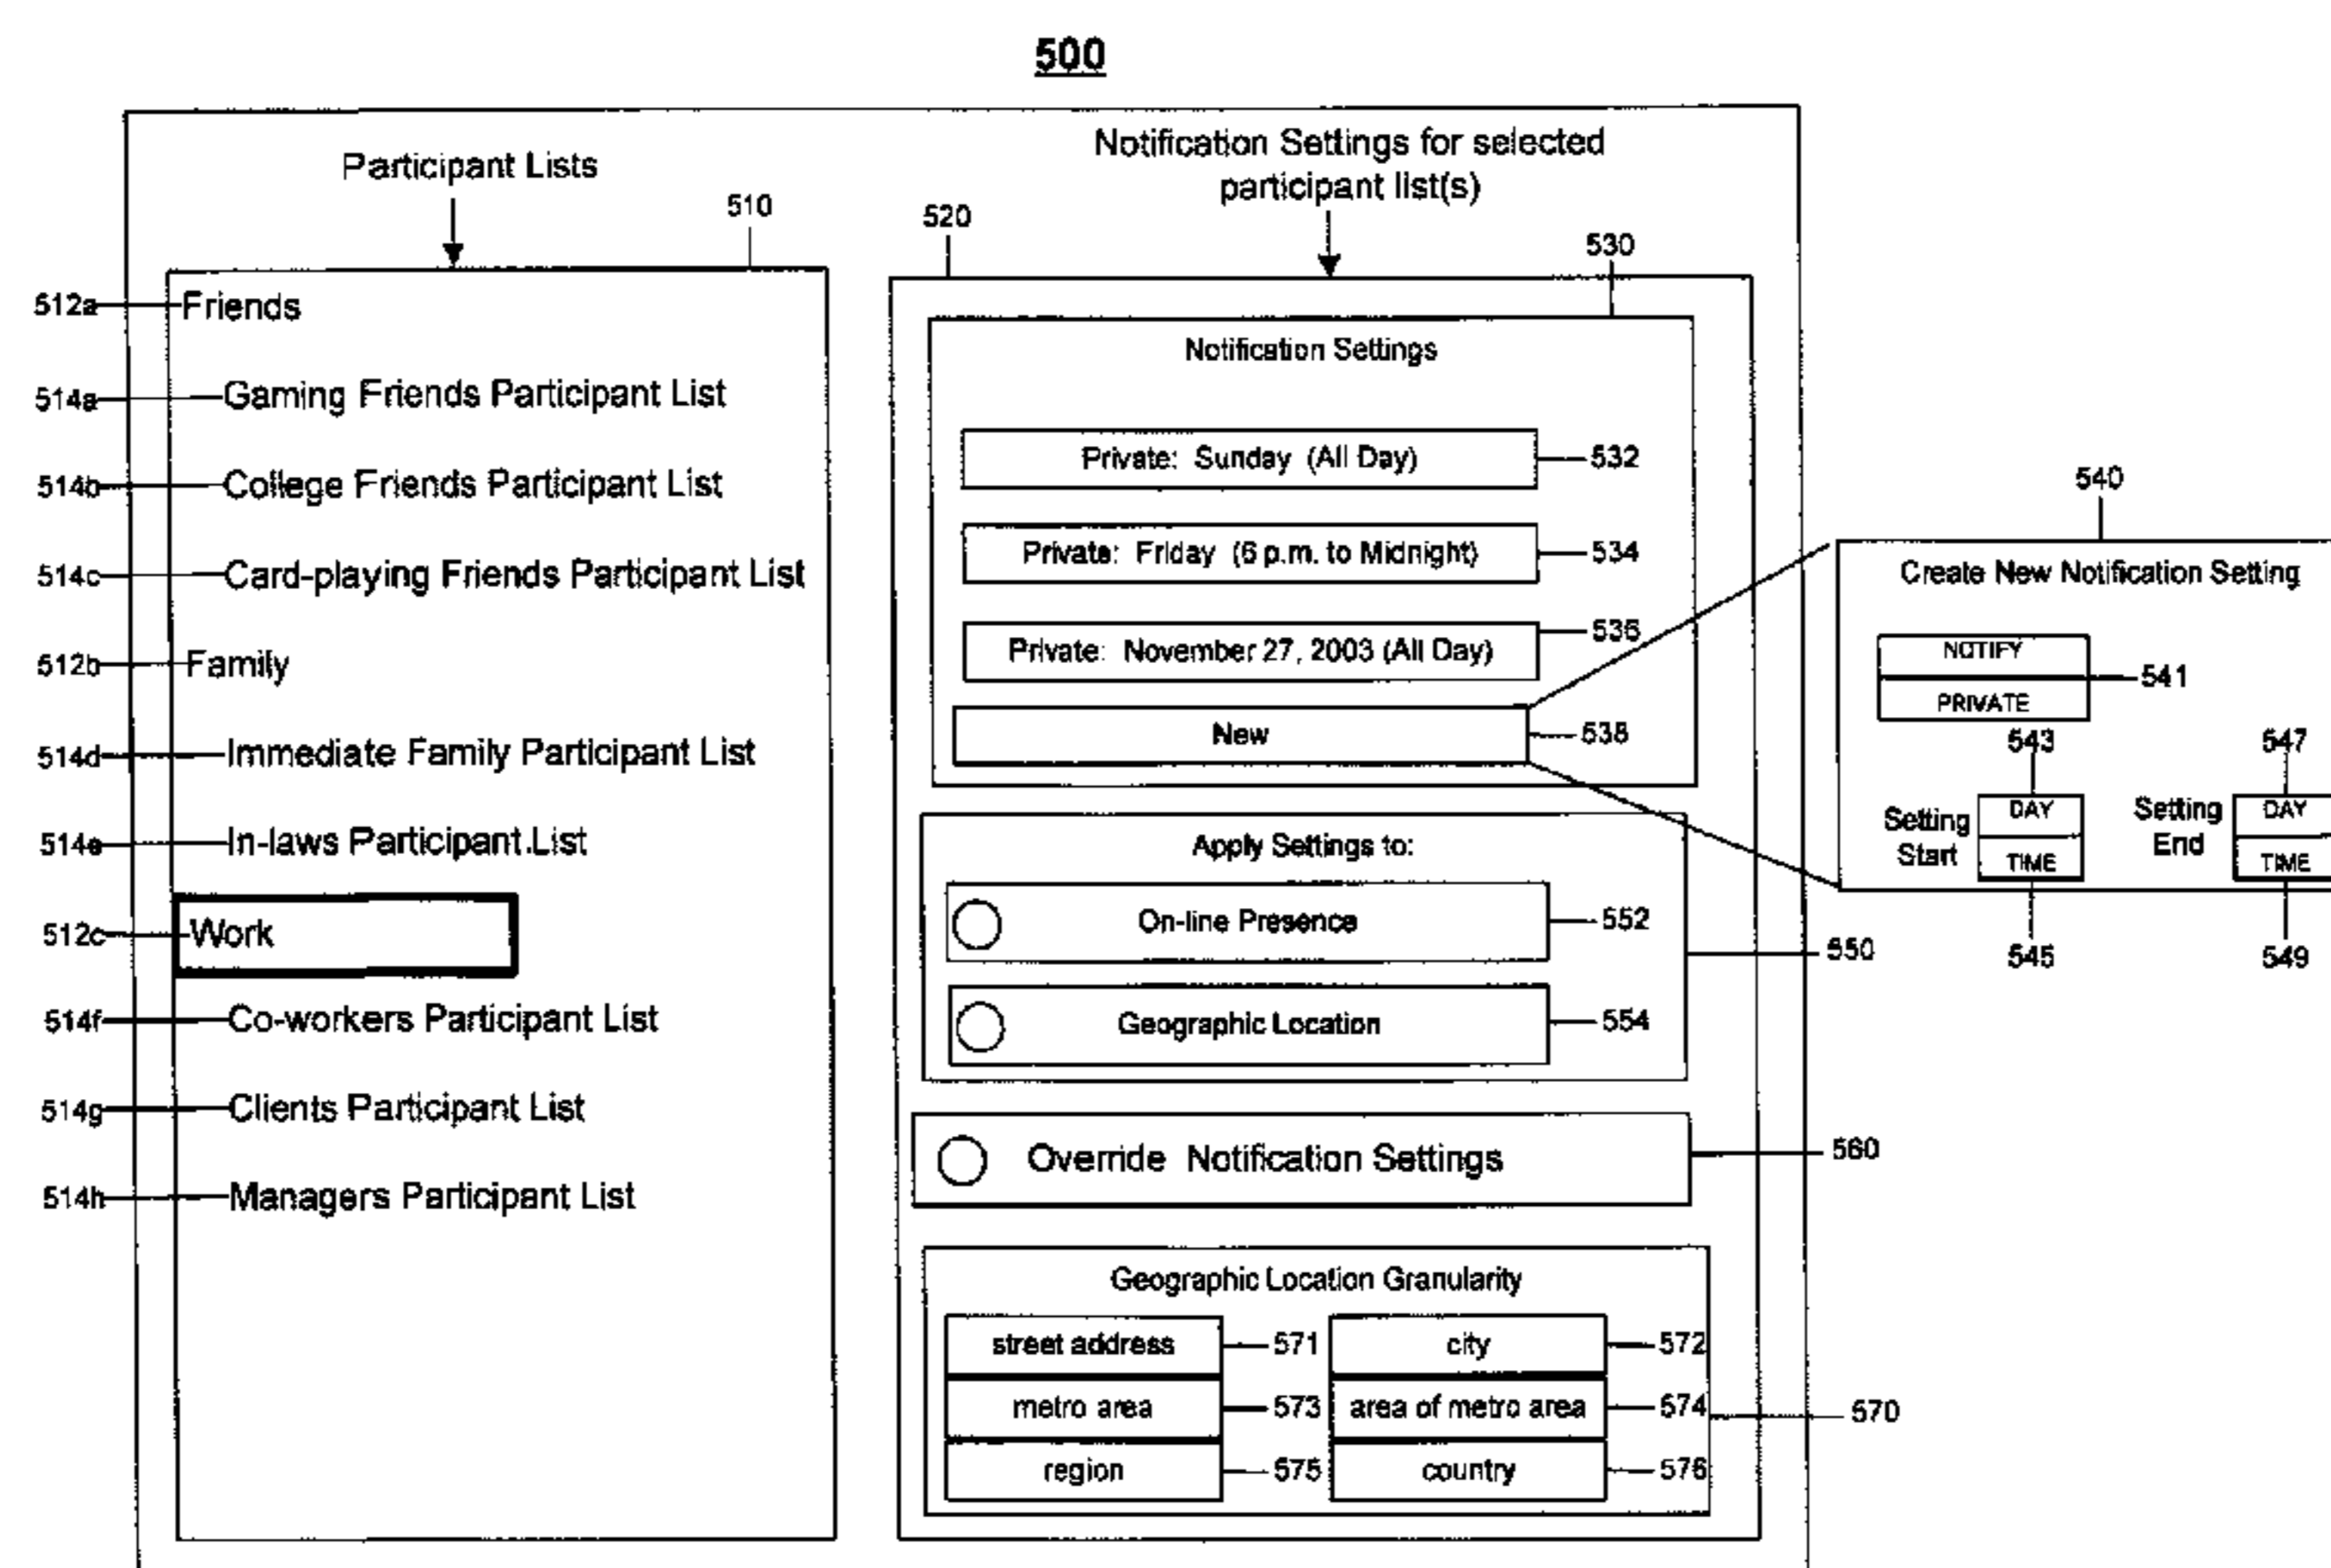 500
Participant Lists
510
512a
Friends
514a
Gaming Friends Participant List
514b
College Friends Participant List
514c
Card-playing Friends Participant List
512b
Family
514d
Immediate Family Participant List
514e
In-laws Participant List
512c
Work
514f
Co-workers Participant List
514g
Clients Participant List
514h
Managers Participant List
Notification Settings for selected
participant list(s)
520
530
Notification Settings
Private: Sunday (All Day)
532
Private: Friday (6 p.m. to Midnight)
534
Private: November 27, 2003 (All Day)
536
New
538
540
Create New Notification Setting
NOTIFY
PRIVATE
541
543
547
Setting
Start
DAY
TIME
Setting
End
DAY
TIME
545
549
Apply Settings to:
On-line Presence
552
Geographic Location
554
550
Override Notification Settings
560
Geographic Location Granularity
street address
571
city
572
metro area
573
area of metro area
574
region
575
country
576
570